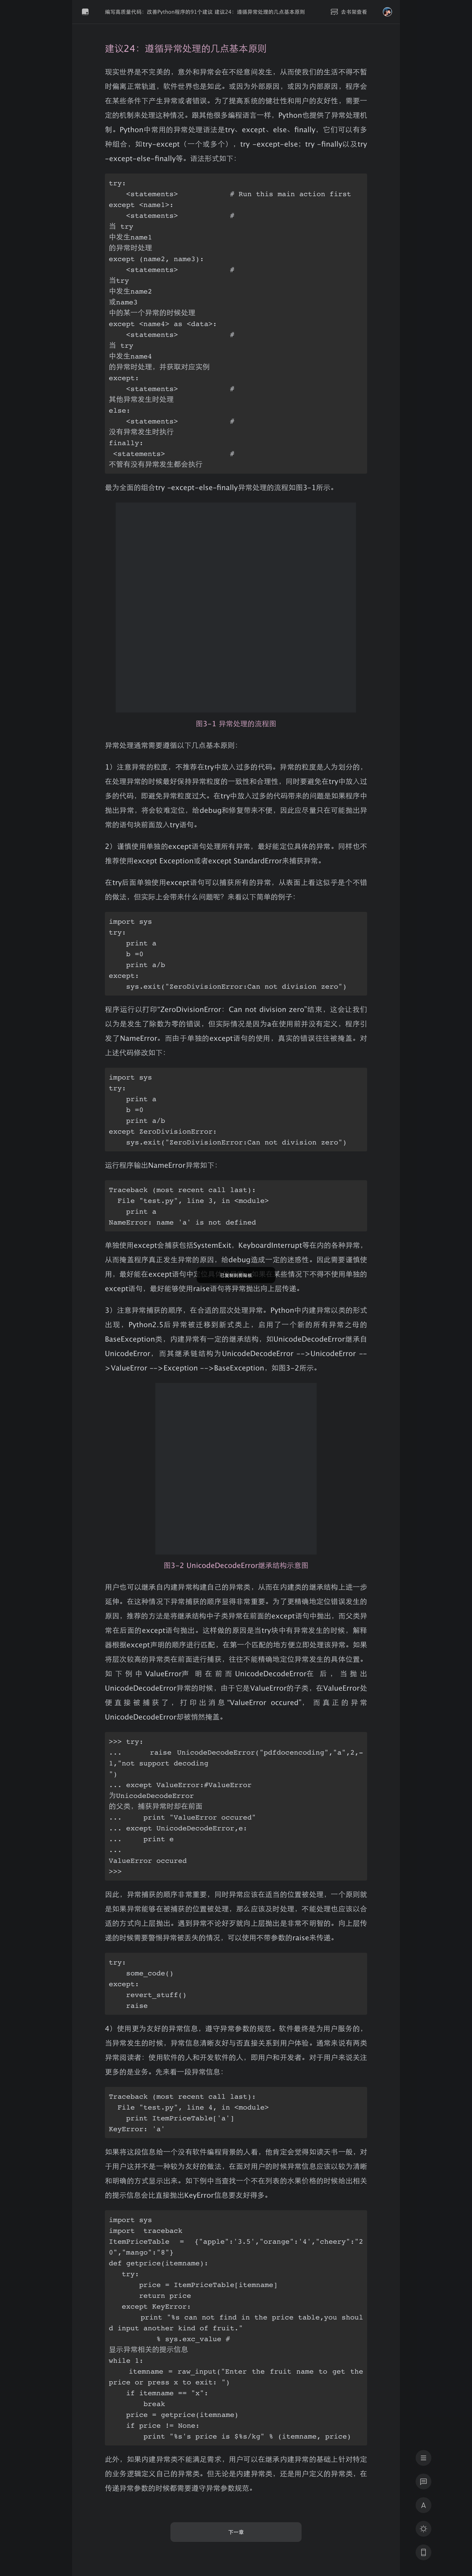 编写高质量代码：改善Python程序的91个建议 建议24：遵循异常处理的几点基本原则
去书架查看
建议24：遵循异常处理的几点基本原则
现实世界是不完美的，意外和异常会在不经意间发生，从而使我们的生活不得不暂
时偏离正常轨道，软件世界也是如此。或因为外部原因，或因为内部原因，程序会
在某些条件下产生异常或者错误。为了提高系统的健壮性和用户的友好性，需要一
定的机制来处理这种情况。跟其他很多编程语言一样，Python也提供了异常处理机
制。Python中常用的异常处理语法是try、except、else、finally，它们可以有多
种组合，如try-except（一个或多个），try -except-else；try -finally以及try
-except-else-finally等。语法形式如下：
try:
    <statements>            # Run this main action first
except <name1>:
    <statements>            #
当 try
中发生name1
的异常时处理
except (name2, name3):
    <statements>            #
当try
中发生name2
或name3
中的某一个异常的时候处理
except <name4> as <data>:
    <statements>            #
当 try
中发生name4
的异常时处理，并获取对应实例
except:
    <statements>            #
其他异常发生时处理
else:
    <statements>            #
没有异常发生时执行
finally:
 <statements>               #
不管有没有异常发生都会执行
最为全面的组合try -except-else-finally异常处理的流程如图3-1所示。
图3-1 异常处理的流程图
异常处理通常需要遵循以下几点基本原则：
1）注意异常的粒度，不推荐在try中放入过多的代码。异常的粒度是人为划分的，
在处理异常的时候最好保持异常粒度的一致性和合理性，同时要避免在try中放入过
多的代码，即避免异常粒度过大。在try中放入过多的代码带来的问题是如果程序中
抛出异常，将会较难定位，给debug和修复带来不便，因此应尽量只在可能抛出异
常的语句块前面放入try语句。
2）谨慎使用单独的except语句处理所有异常，最好能定位具体的异常。同样也不
推荐使用except Exception或者except StandardError来捕获异常。
在try后面单独使用except语句可以捕获所有的异常，从表面上看这似乎是个不错
的做法，但实际上会带来什么问题呢？来看以下简单的例子：
import sys
try:
    print a
    b =0
    print a/b
except:
    sys.exit("ZeroDivisionError:Can not division zero")
程序运行以打印“ZeroDivisionError：Can not division zero”结束，这会让我们
以为是发生了除数为零的错误，但实际情况是因为a在使用前并没有定义，程序引
发了NameError。而由于单独的except语句的使用，真实的错误往往被掩盖。对
上述代码修改如下：
import sys
try:
    print a
    b =0
    print a/b
except ZeroDivisionError:
    sys.exit("ZeroDivisionError:Can not division zero")
运行程序输出NameError异常如下：
Traceback (most recent call last):
  File "test.py", line 3, in <module>
    print a
NameError: name 'a' is not defined
单独使用except会捕获包括SystemExit，KeyboardInterrupt等在内的各种异常，
从而掩盖程序真正发生异常的原因，给debug造成一定的迷惑性。因此需要谨慎使
用，最好能在except语句中 某些情况下不得不使用单独的
except语句，最好能够使用raise语句将异常抛出向上层传递。
3）注意异常捕获的顺序，在合适的层次处理异常。Python中内建异常以类的形式
出现，Python2.5后异常被迁移到新式类上，启用了一个新的所有异常之母的
BaseException类，内建异常有一定的继承结构，如UnicodeDecodeError继承自
UnicodeError，而其继承链结构为UnicodeDecodeError -->UnicodeError --
>ValueError -->Exception -->BaseException，如图3-2所示。
图3-2 UnicodeDecodeError继承结构示意图
用户也可以继承自内建异常构建自己的异常类，从而在内建类的继承结构上进一步
延伸。在这种情况下异常捕获的顺序显得非常重要。为了更精确地定位错误发生的
原因，推荐的方法是将继承结构中子类异常在前面的except语句中抛出，而父类异
常在后面的except语句抛出。这样做的原因是当try块中有异常发生的时候，解释
器根据except声明的顺序进行匹配，在第一个匹配的地方便立即处理该异常。如果
将层次较高的异常类在前面进行捕获，往往不能精确地定位异常发生的具体位置。
如下例中ValueError声明在前而UnicodeDecodeError在后，当抛出
UnicodeDecodeError异常的时候，由于它是ValueError的子类，在ValueError处
便直接被捕获了，打印出消息“ValueError occured”，而真正的异常
UnicodeDecodeError却被悄然掩盖。
>>> try:
...     raise UnicodeDecodeError("pdfdocencoding","a",2,-
1,"not support decoding
")
... except ValueError:#ValueError
为UnicodeDecodeError
的父类，捕获异常时却在前面
...     print "ValueError occured"
... except UnicodeDecodeError,e:
...     print e
...
ValueError occured
>>>
因此，异常捕获的顺序非常重要，同时异常应该在适当的位置被处理，一个原则就
是如果异常能够在被捕获的位置被处理，那么应该及时处理，不能处理也应该以合
适的方式向上层抛出。遇到异常不论好歹就向上层抛出是非常不明智的。向上层传
递的时候需要警惕异常被丢失的情况，可以使用不带参数的raise来传递。
try:
    some_code()
except:
    revert_stuff()
    raise
4）使用更为友好的异常信息，遵守异常参数的规范。软件最终是为用户服务的，
当异常发生的时候，异常信息清晰友好与否直接关系到用户体验。通常来说有两类
异常阅读者：使用软件的人和开发软件的人，即用户和开发者。对于用户来说关注
更多的是业务。先来看一段异常信息：
Traceback (most recent call last):
  File "test.py", line 4, in <module>
    print ItemPriceTable['a']
KeyError: 'a'
如果将这段信息给一个没有软件编程背景的人看，他肯定会觉得如读天书一般，对
于用户这并不是一种较为友好的做法，在面对用户的时候异常信息应该以较为清晰
和明确的方式显示出来。如下例中当查找一个不在列表的水果价格的时候给出相关
的提示信息会比直接抛出KeyError信息要友好得多。
import sys
import  traceback
ItemPriceTable  =  {"apple":'3.5',"orange":'4',"cheery":"2
0","mango":"8"}
def getprice(itemname):
   try:
       price = ItemPriceTable[itemname]
       return price
   except KeyError:
       print "%s can not find in the price table,you shoul
d input another kind of fruit."
           % sys.exc_value #
显示异常相关的提示信息
while 1:
    itemname = raw_input("Enter the fruit name to get the
price or press x to exit: ")
    if itemname == "x":
        break
    price = getprice(itemname)
    if price != None:
        print "%s's price is $%s/kg" % (itemname, price)
此外，如果内建异常类不能满足需求，用户可以在继承内建异常的基础上针对特定
的业务逻辑定义自己的异常类。但无论是内建异常类，还是用户定义的异常类，在
传递异常参数的时候都需要遵守异常参数规范。
下一章
A